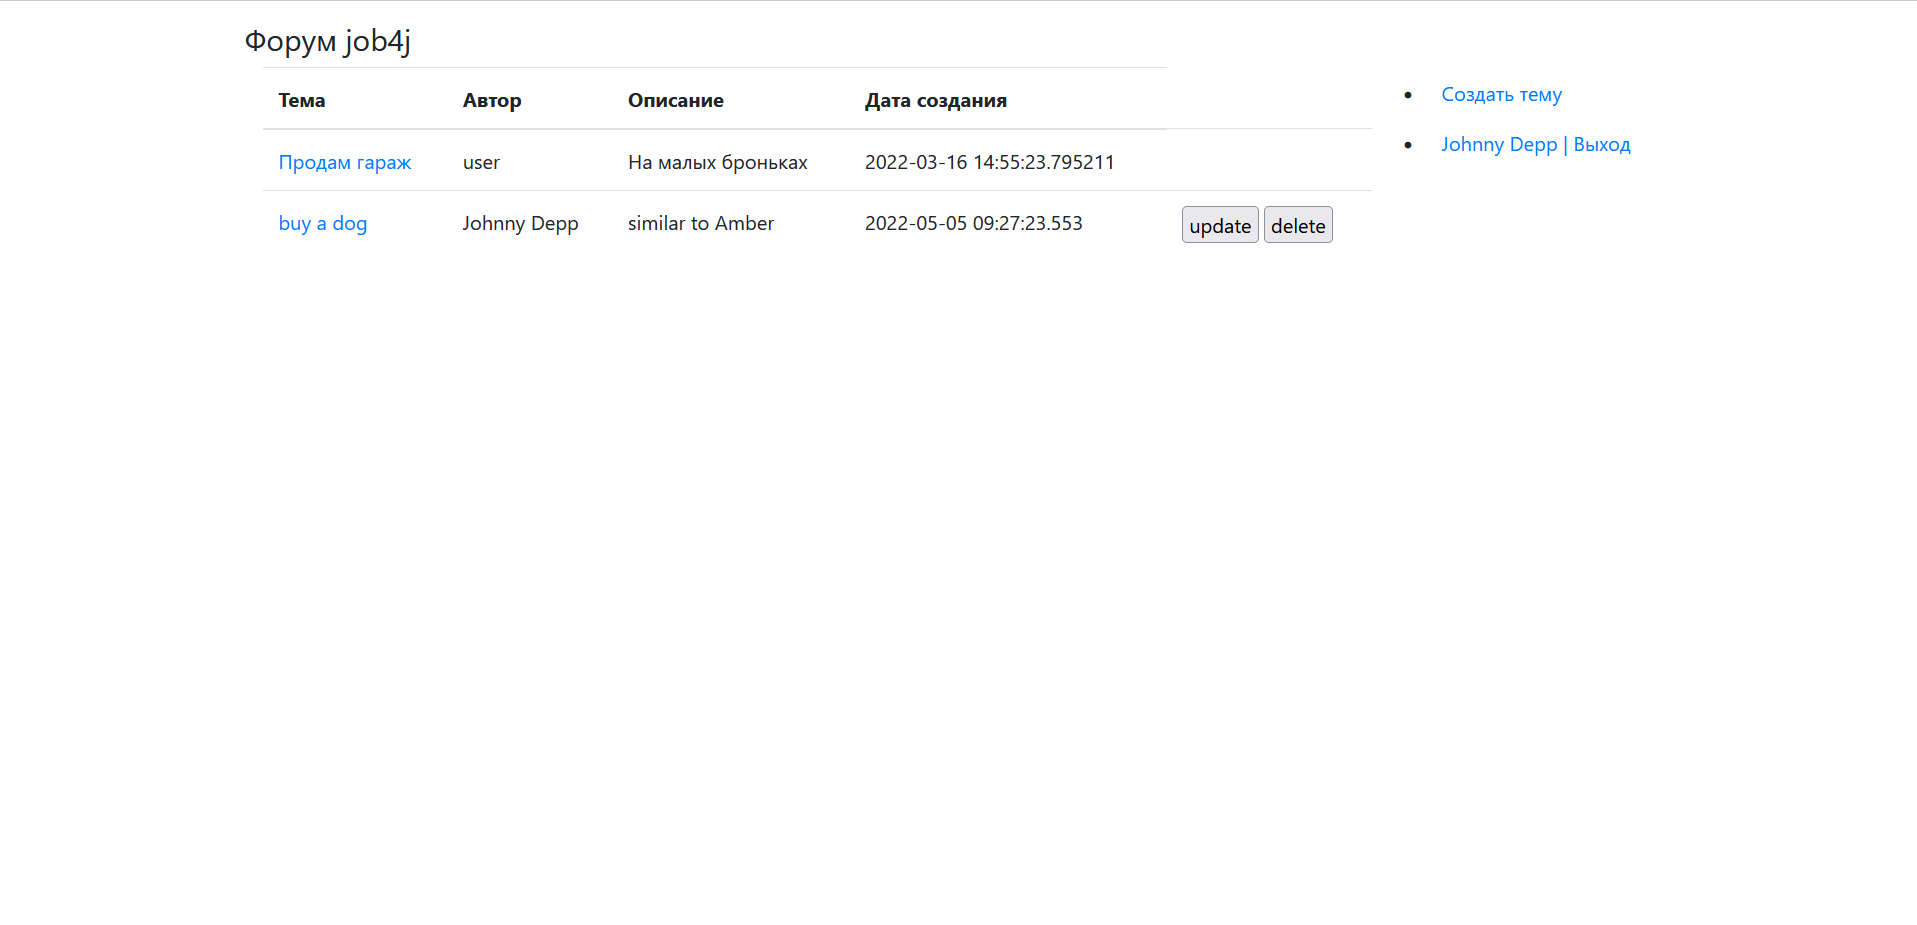 Форум job4j
Тема Автор Описание Дата создания
Продам гараж user На малых броньках 2022-03-16 14:55:23.795211
buy a dog Johnny Depp similar to Amber 2022-05-05 09:27:23.553 update delete
Создать тему
Johnny Depp | Выход